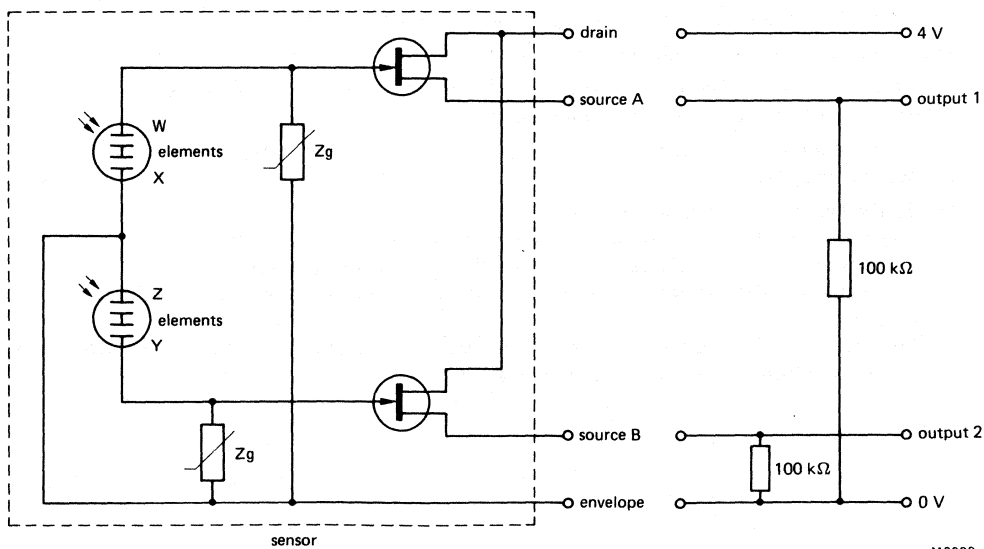 drain
4 V
source A
output 1
W
elements
X
Zg
100 kΩ
Z
elements
Y
source B
output 2
Zg
100 kΩ
envelope
0 V
sensor